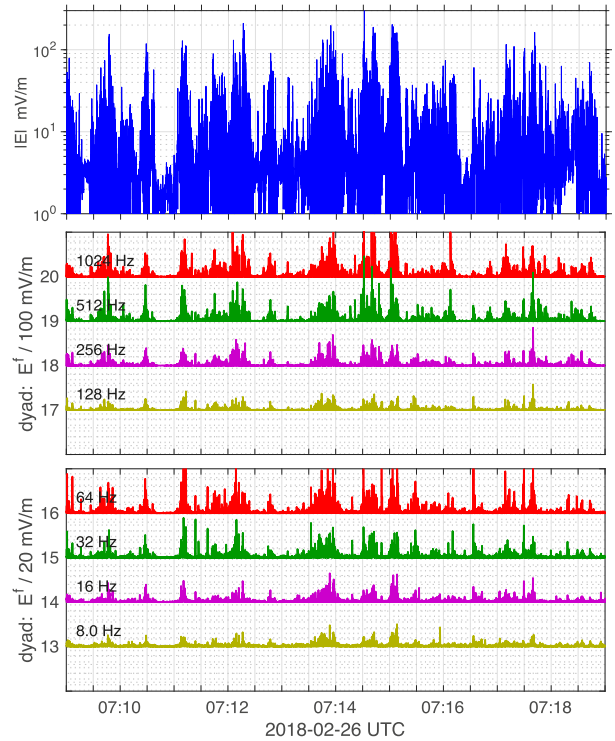 |E| mV/m
10²
10¹
10⁰
dyad: Eᶠ / 100 mV/m
1024 Hz
20
512 Hz
19
256 Hz
18
128 Hz
17
dyad: Eᶠ / 20 mV/m
64 Hz
16
32 Hz
15
16 Hz
14
8.0 Hz
13
07:10 07:12 07:14 07:16 07:18
2018-02-26 UTC